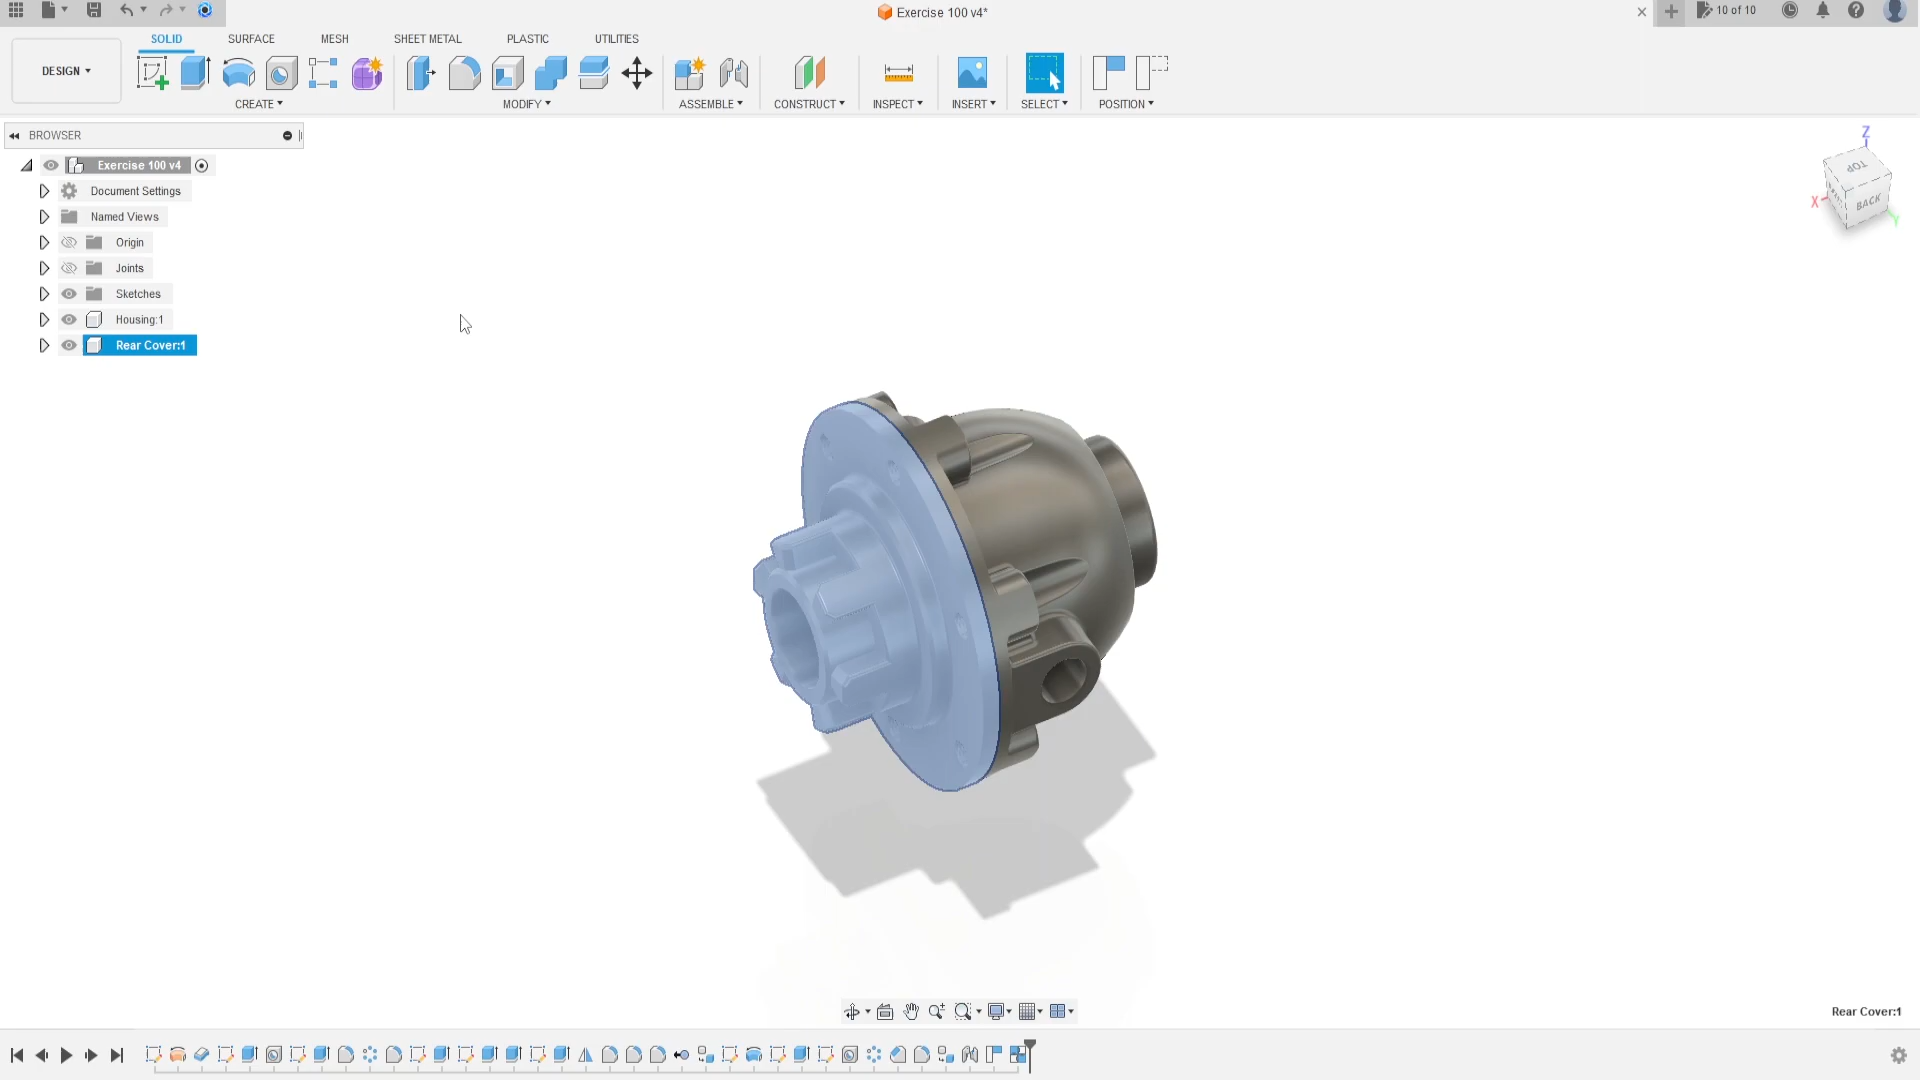 Exercise 100 v4*
10 of 10
DESIGN
SOLID
SURFACE
MESH
SHEET METAL
PLASTIC
UTILITIES
CREATE
MODIFY
ASSEMBLE
CONSTRUCT
INSPECT
INSERT
SELECT
POSITION
BROWSER
Exercise 100 v4
Document Settings
Named Views
Origin
Joints
Sketches
Housing:1
Rear Cover:1
Z
TOP
X
BACK
Y
Rear Cover:1